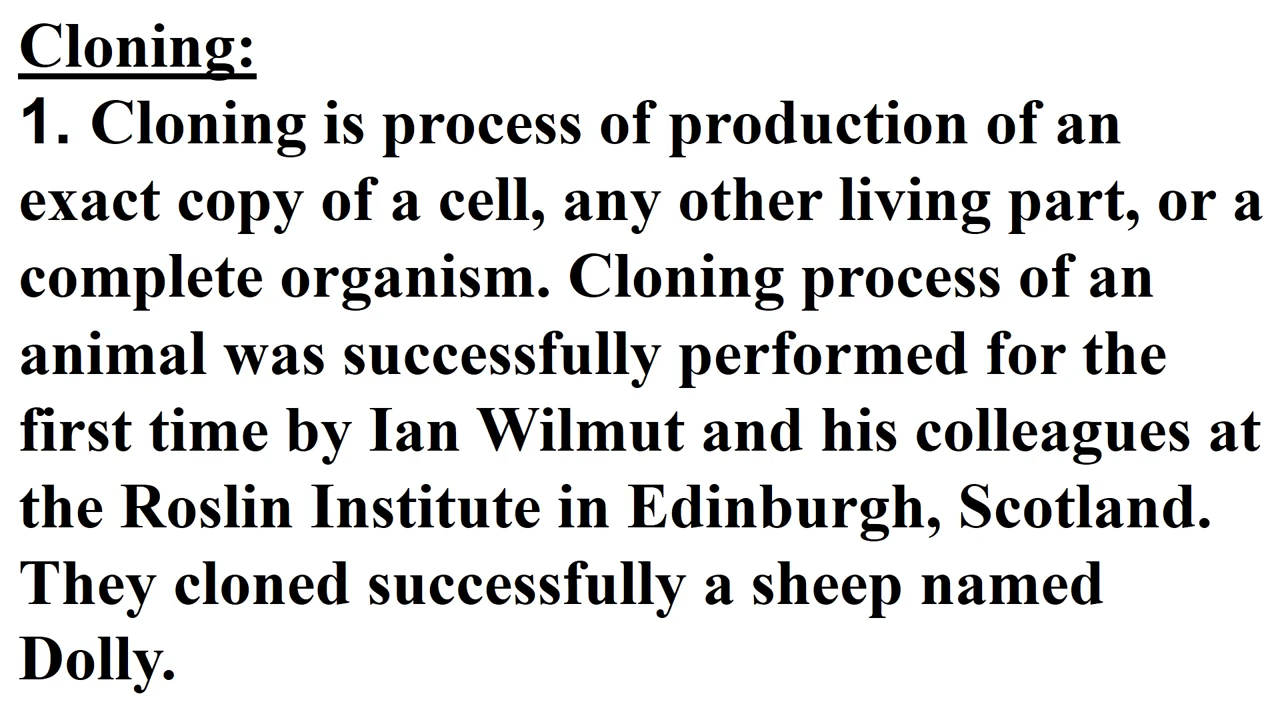 Cloning:
1. Cloning is process of production of an
exact copy of a cell, any other living part, or a
complete organism. Cloning process of an
animal was successfully performed for the
first time by Ian Wilmut and his colleagues at
the Roslin Institute in Edinburgh, Scotland.
They cloned successfully a sheep named
Dolly.